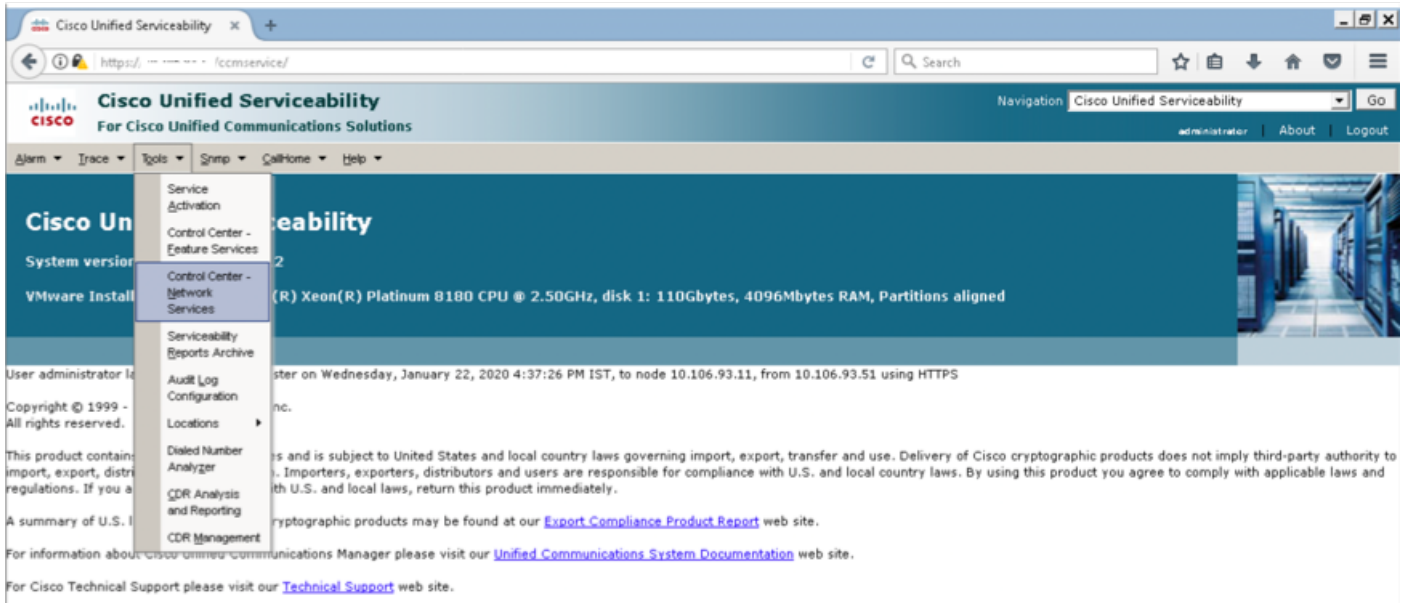 Cisco Unified Serviceability
https:// /ccmservice/
Search
CISCO
Cisco Unified Serviceability
For Cisco Unified Communications Solutions
Navigation Cisco Unified Serviceability Go
administrator | About | Logout
Alarm Trace Tools Snmp CallHome Help
Service
Activation
Control Center -
Feature Services
Control Center -
Network
Services
Serviceability
Reports Archive
Audit Log
Configuration
Locations
Dialed Number
Analyzer
CDR Analysis
and Reporting
CDR Management
Cisco Un eability
System version 2
VMware Install (R) Xeon(R) Platinum 8180 CPU @ 2.50GHz, disk 1: 110Gbytes, 4096Mbytes RAM, Partitions aligned
User administrator la ster on Wednesday, January 22, 2020 4:37:26 PM IST, to node 10.106.93.11, from 10.106.93.51 using HTTPS
Copyright © 1999 - nc.
All rights reserved.
This product contain es and is subject to United States and local country laws governing import, export, transfer and use. Delivery of Cisco cryptographic products does not imply third-party authority to
import, export, distri . Importers, exporters, distributors and users are responsible for compliance with U.S. and local country laws. By using this product you agree to comply with applicable laws and
regulations. If you a ith U.S. and local laws, return this product immediately.
A summary of U.S. l ryptographic products may be found at our Export Compliance Product Report web site.
For information about Cisco Unified Communications Manager please visit our Unified Communications System Documentation web site.
For Cisco Technical Support please visit our Technical Support web site.